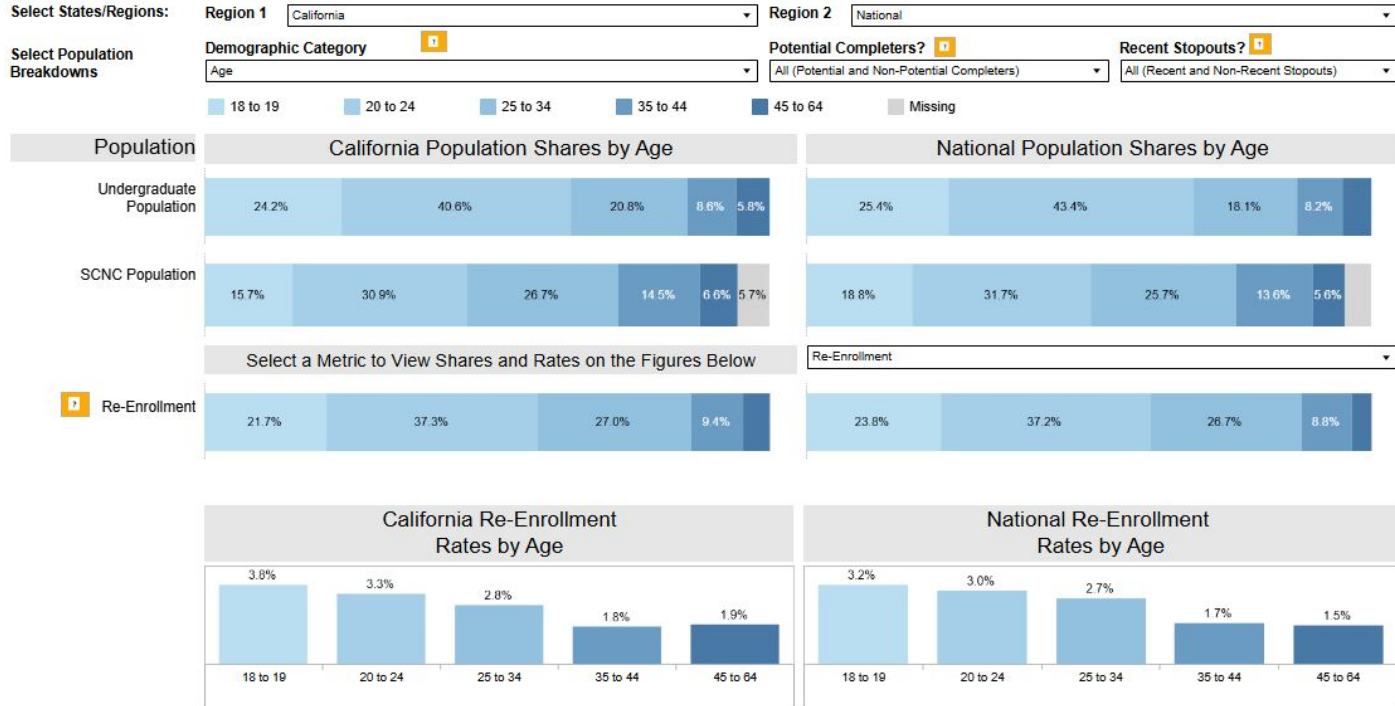 Select States/Regions: Region 1 California Region 2 National
Select Population Breakdowns
Demographic Category ? Potential Completers? ? Recent Stopouts? ?
Age All (Potential and Non-Potential Completers) All (Recent and Non-Recent Stopouts)
18 to 19 20 to 24 25 to 34 35 to 44 45 to 64 Missing
Population California Population Shares by Age National Population Shares by Age
Undergraduate
Population
24.2% 40.6% 20.8% 8.6% 5.8% 25.4% 43.4% 18.1% 8.2%
SCNC Population
15.7% 30.9% 26.7% 14.5% 6.6% 5.7% 18.8% 31.7% 25.7% 13.6% 5.6%
Select a Metric to View Shares and Rates on the Figures Below Re-Enrollment
? Re-Enrollment
21.7% 37.3% 27.0% 9.4% 23.8% 37.2% 26.7% 8.8%
California Re-Enrollment
Rates by Age
National Re-Enrollment
Rates by Age
3.8% 3.3% 2.8% 1.8% 1.9% 3.2% 3.0% 2.7% 1.7% 1.5%
18 to 19 20 to 24 25 to 34 35 to 44 45 to 64 18 to 19 20 to 24 25 to 34 35 to 44 45 to 64